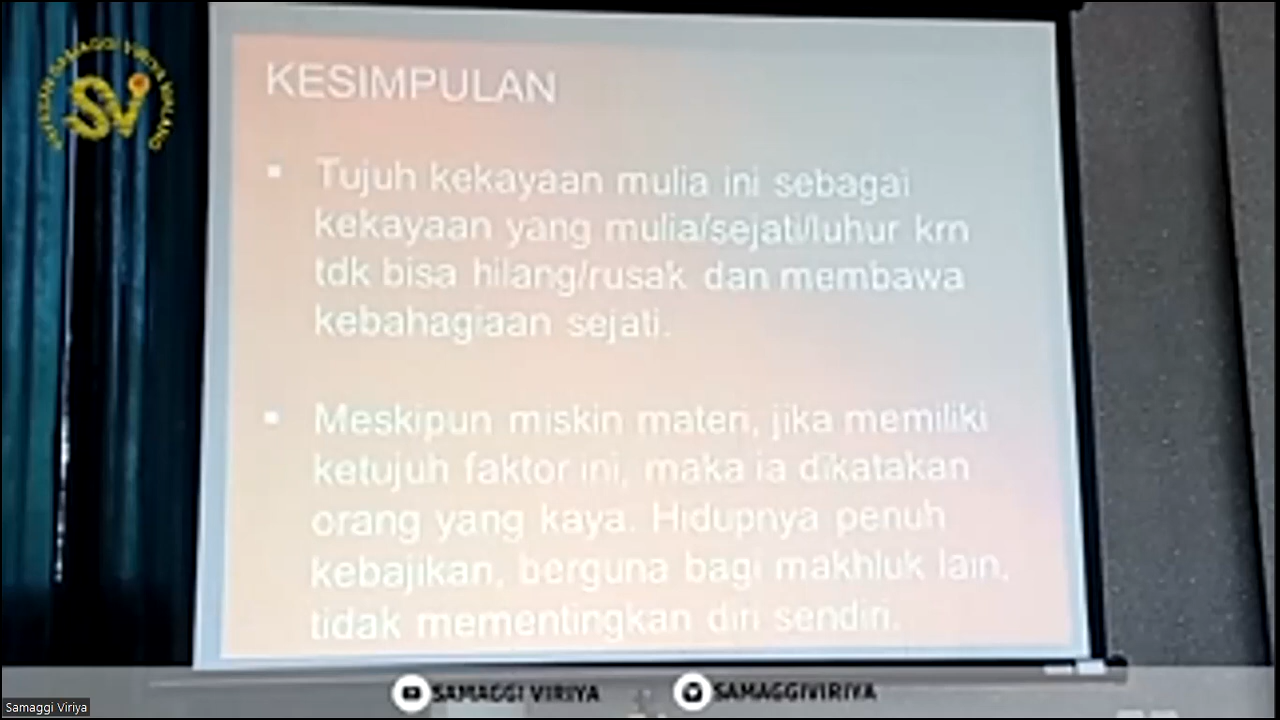 KESIMPULAN
Tujuh kekayaan mulia ini sebagai
kekayaan yang mulia/sejati/luhur krn
tdk bisa hilang/rusak dan membawa
kebahagiaan sejati.
Meskipun miskin materi, jika memiliki
ketujuh faktor ini, maka ia dikatakan
orang yang kaya. Hidupnya penuh
kebajikan, berguna bagi makhluk lain,
tidak mementingkan diri sendiri.
SAMAGGI VIRIYA
SAMAGGIVIRIYA
Samaggi Viriya